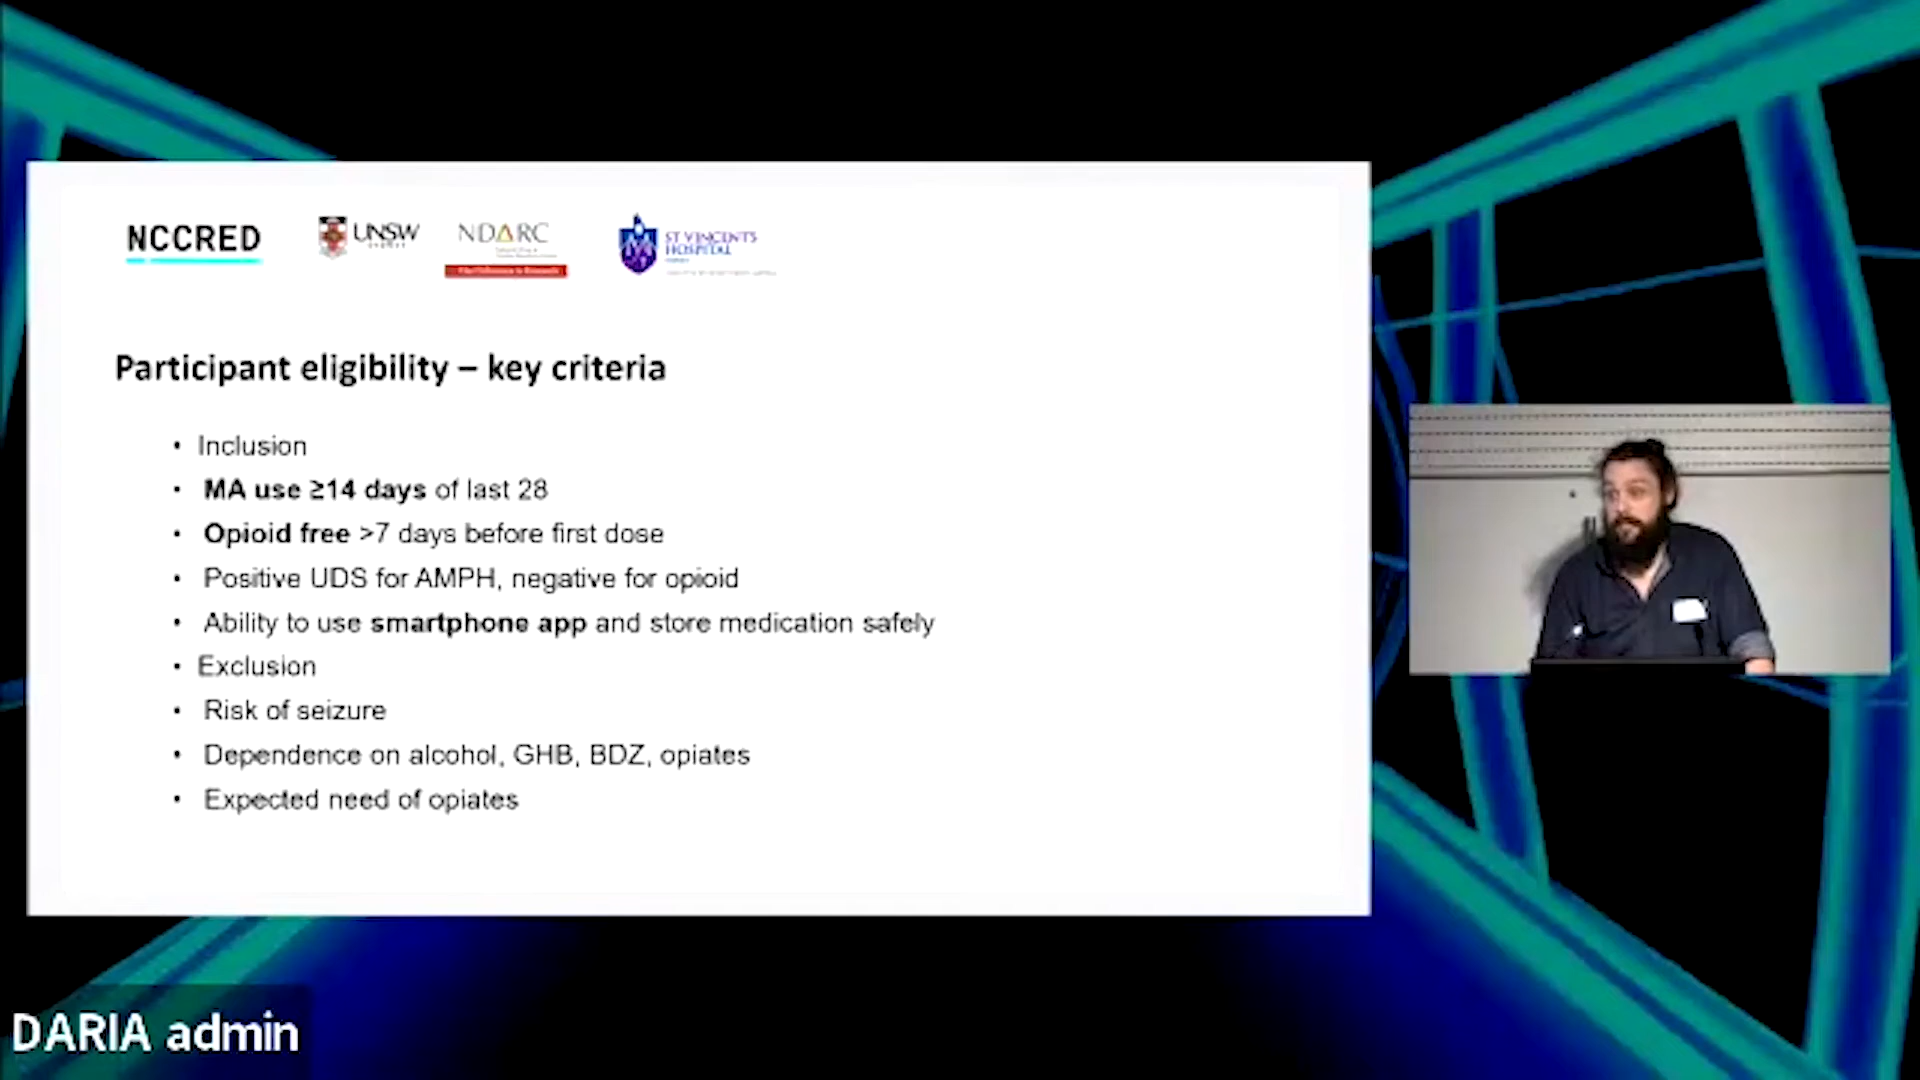 NCCRED
UNSW
NDARC
ST VINCENT'S
HOSPITAL
Participant eligibility – key criteria
• Inclusion
• MA use ≥14 days of last 28
• Opioid free >7 days before first dose
• Positive UDS for AMPH, negative for opioid
• Ability to use smartphone app and store medication safely
• Exclusion
• Risk of seizure
• Dependence on alcohol, GHB, BDZ, opiates
• Expected need of opiates
DARIA admin